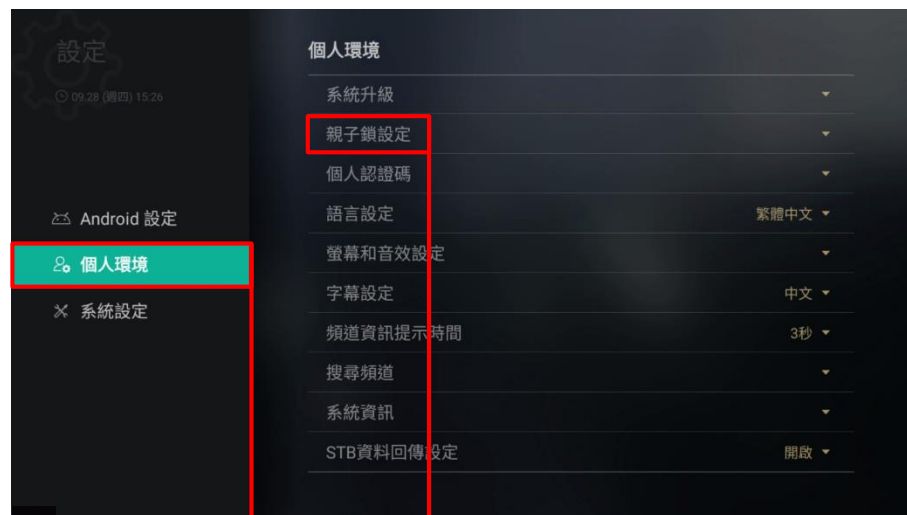 設定
09.28 (週四) 15:26
Android 設定
個人環境
系統設定
個人環境
系統升級
親子鎖設定
個人認證碼
語言設定 繁體中文
螢幕和音效設定
字幕設定 中文
頻道資訊提示時間 3秒
搜尋頻道
系統資訊
STB資料回傳設定 開啟